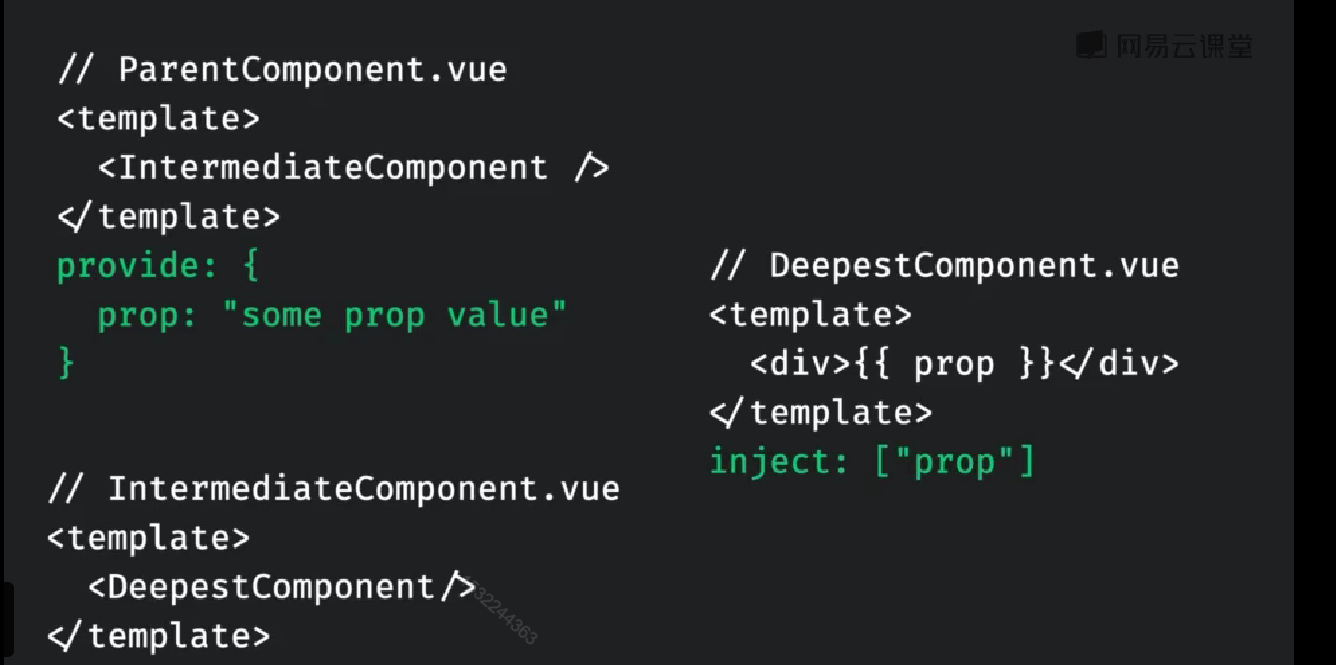 网易云课堂
// ParentComponent.vue
<template>
  <IntermediateComponent />
</template>
provide: {
  prop: "some prop value"
}
// IntermediateComponent.vue
<template>
  <DeepestComponent/>
</template>
// DeepestComponent.vue
<template>
  <div>{{ prop }}</div>
</template>
inject: ["prop"]